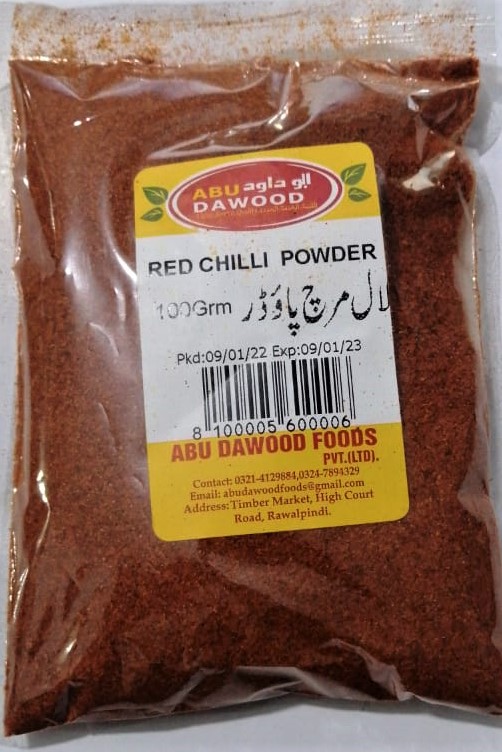 ABU ابو داود
DAWOOD
RED CHILLI POWDER
100Grm لال مرچ پاؤڈر
Pkd:09/01/22 Exp:09/01/23
8 100005 600006
ABU DAWOOD FOODS
PVT.(LTD).
Contact: 0321-4129884,0324-7894329
Email: abudawoodfoods@gmail.com
Address: Timber Market, High Court
Road, Rawalpindi.